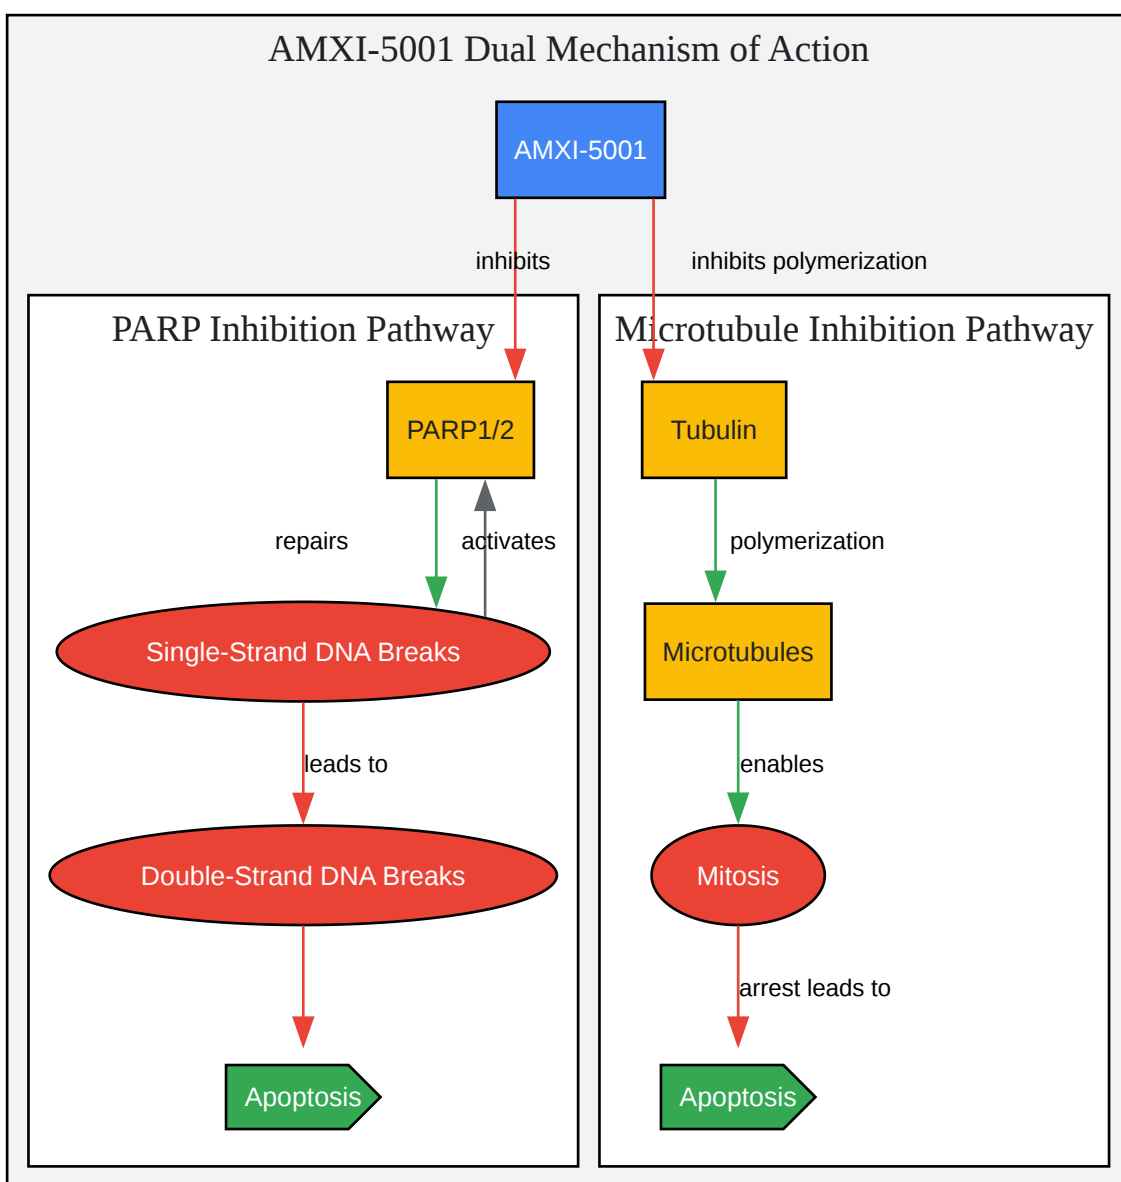 AMXI-5001 Dual Mechanism of Action
AMXI-5001
inhibits
inhibits polymerization
PARP Inhibition Pathway
Microtubule Inhibition Pathway
PARP1/2
Tubulin
repairs
activates
polymerization
Single-Strand DNA Breaks
Microtubules
leads to
enables
Double-Strand DNA Breaks
Mitosis
arrest leads to
Apoptosis
Apoptosis